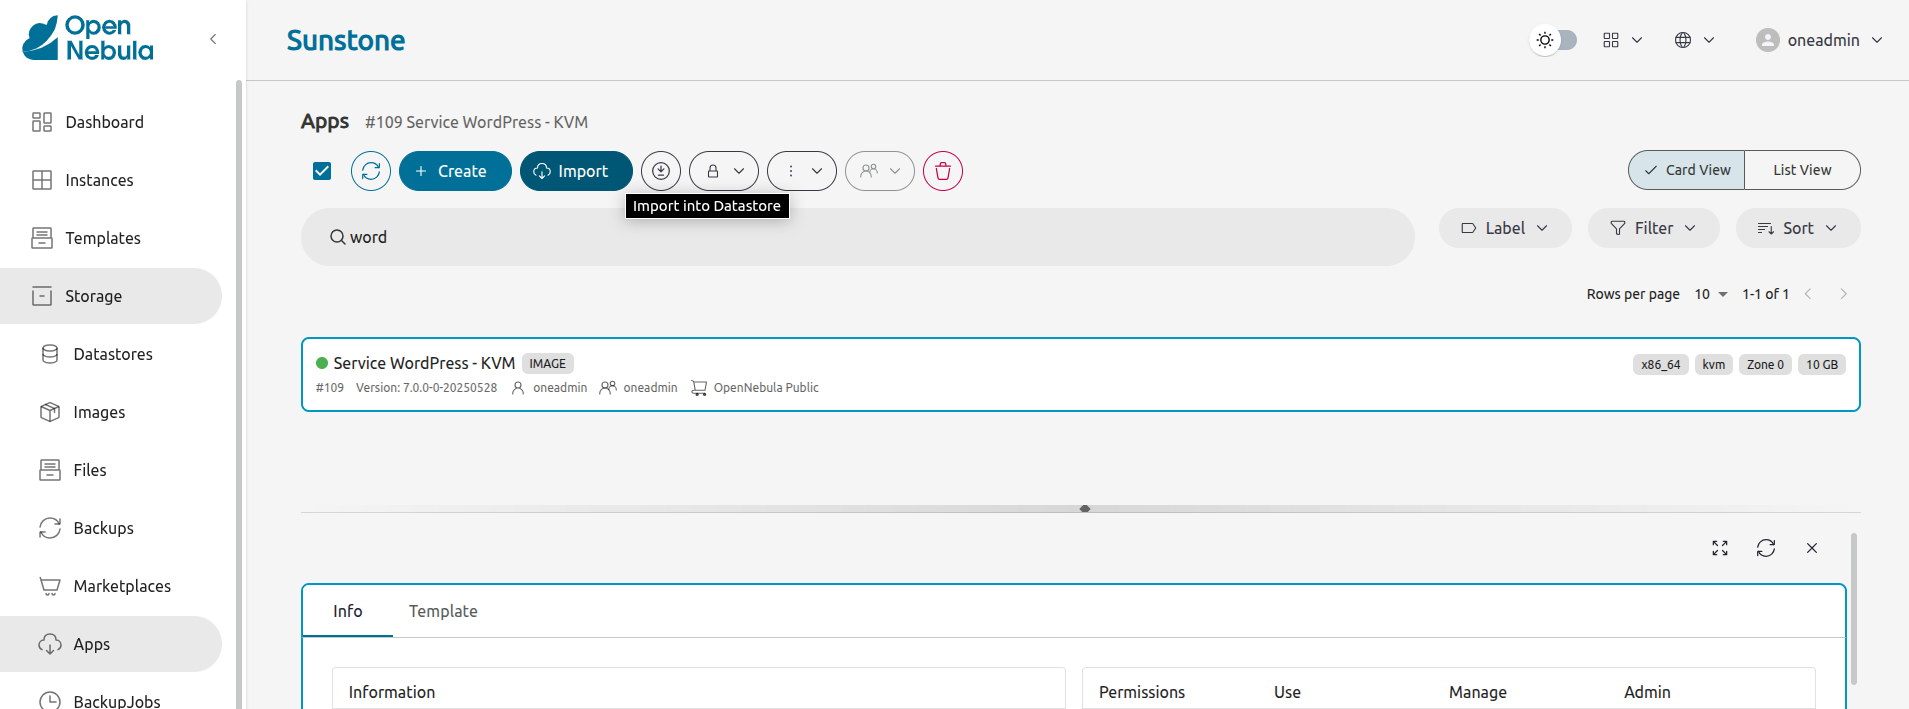 Open
Nebula
Sunstone
oneadmin
Dashboard
Instances
Templates
Storage
Datastores
Images
Files
Backups
Marketplaces
Apps
BackupJobs
Apps #109 Service WordPress - KVM
+ Create Import
Card View List View
Import into Datastore
word
Label Filter Sort
Rows per page 10 1-1 of 1
Service WordPress - KVM IMAGE
x86_64 kvm Zone 0 10 GB
#109 Version: 7.0.0-0-20250528 oneadmin oneadmin OpenNebula Public
Info Template
Information
Permissions Use Manage Admin